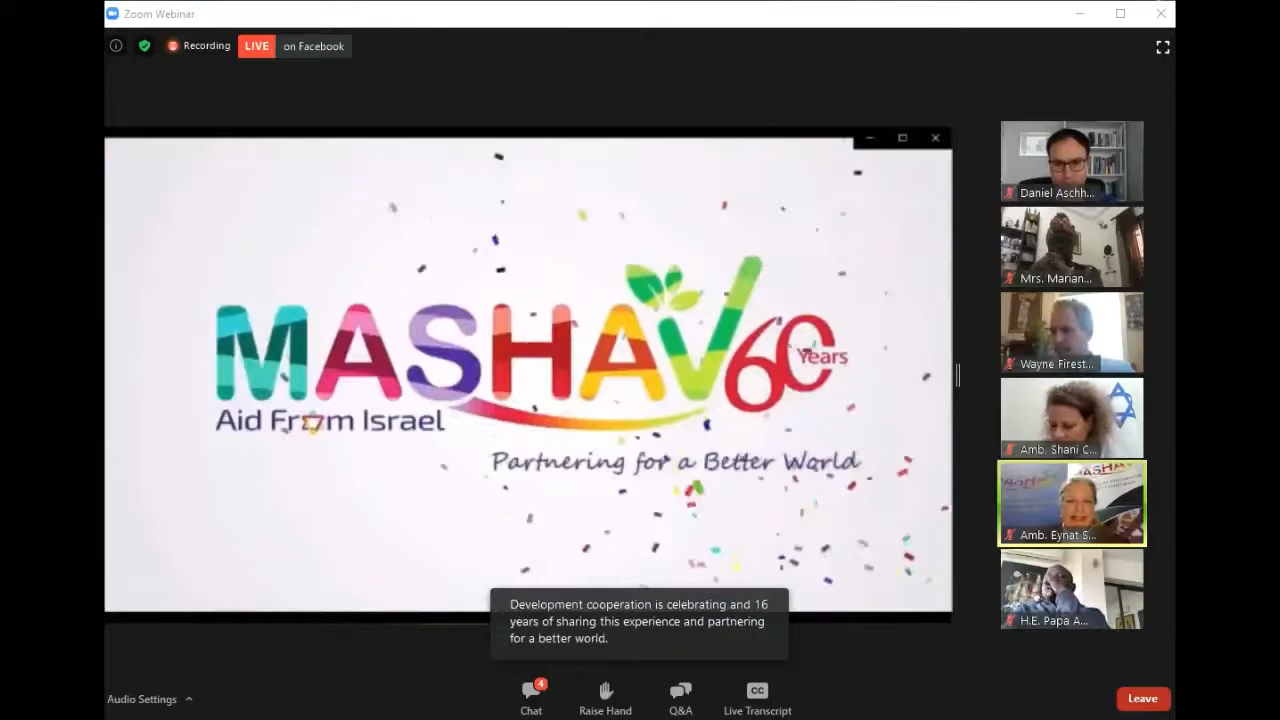 Zoom Webinar
Recording
LIVE on Facebook
MASHAV 60 Years
Aid From Israel
Partnering for a Better World
Daniel Aschh...
Mrs. Marian...
Wayne Firest...
Amb. Shani C...
MASHAV
Amb. Eynat S...
H.E. Papa A...
Development cooperation is celebrating and 16
years of sharing this experience and partnering
for a better world.
Audio Settings
4
Chat
Raise Hand
Q&A
CC
Live Transcript
Leave